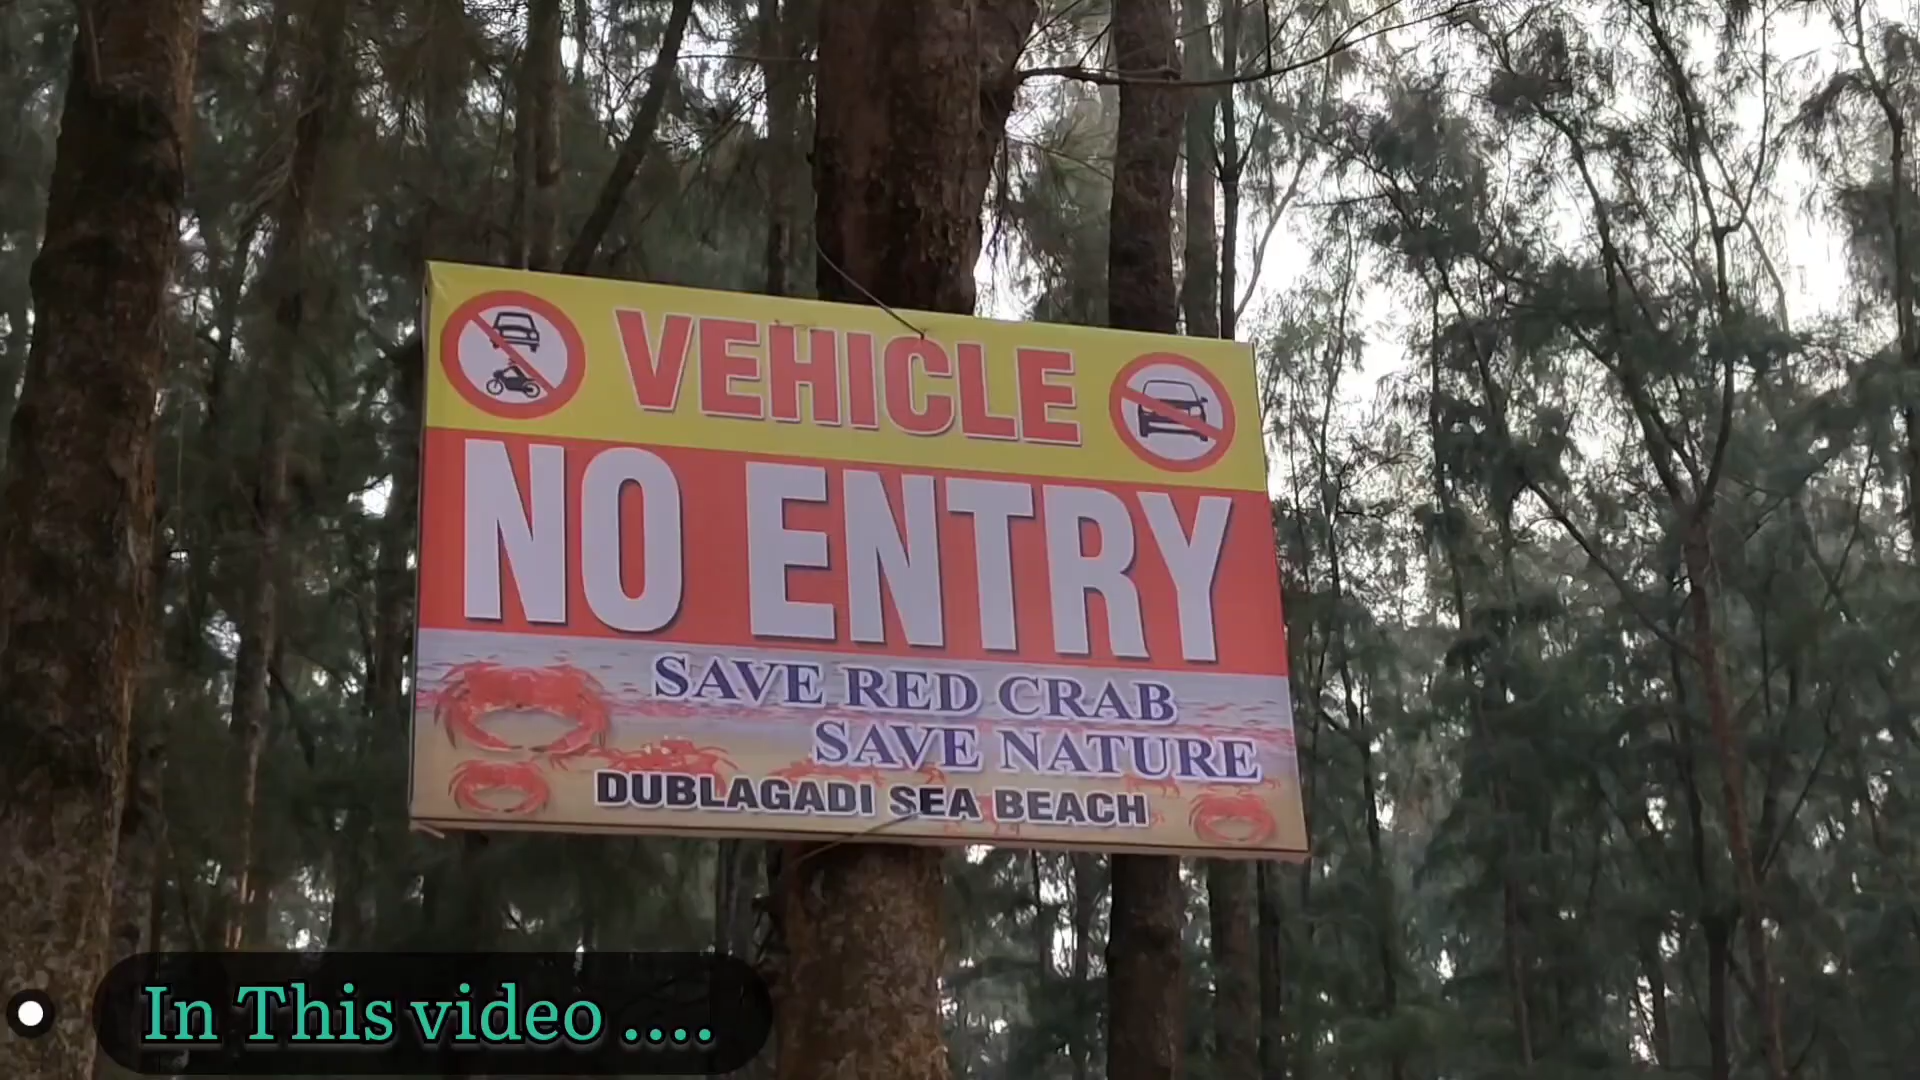 VEHICLE
NO ENTRY
SAVE RED CRAB
SAVE NATURE
DUBLAGADI SEA BEACH
In This video ....